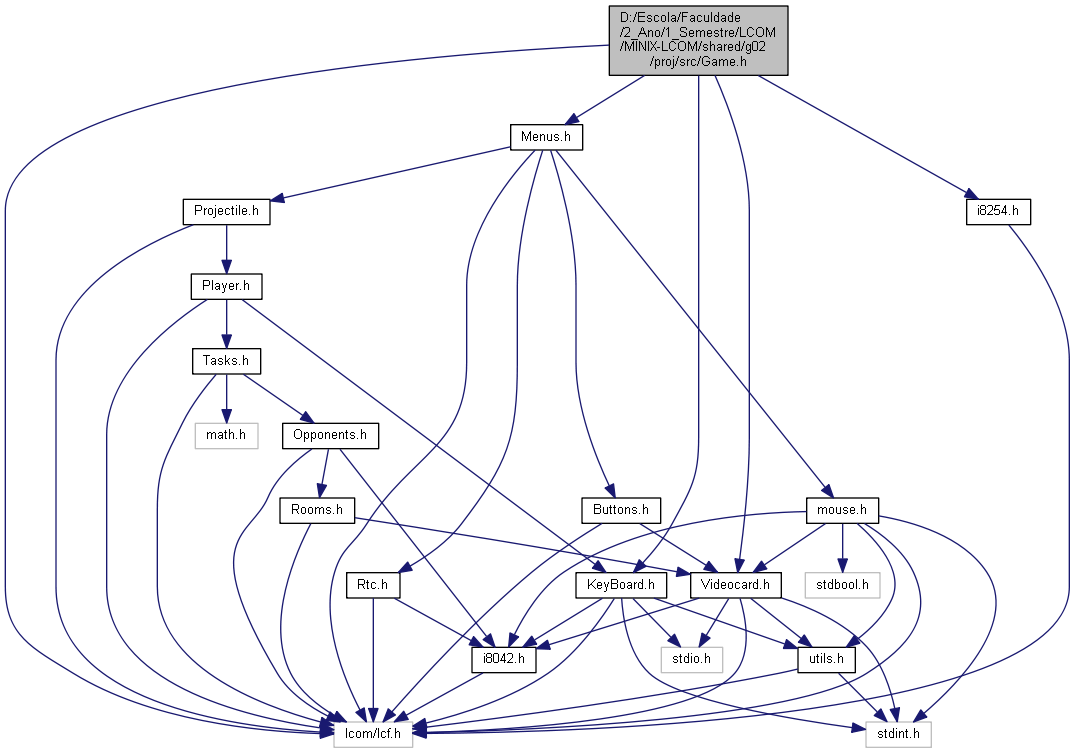 D:/Escola/Faculdade
/2_Ano/1_Semestre/LCOM
/MINIX-LCOM/shared/g02
/proj/src/Game.h
Menus.h
Projectile.h
i8254.h
Player.h
Tasks.h
math.h
Opponents.h
Rooms.h
Buttons.h
mouse.h
Rtc.h
KeyBoard.h
Videocard.h
stdbool.h
i8042.h
stdio.h
utils.h
lcom/lcf.h
stdint.h